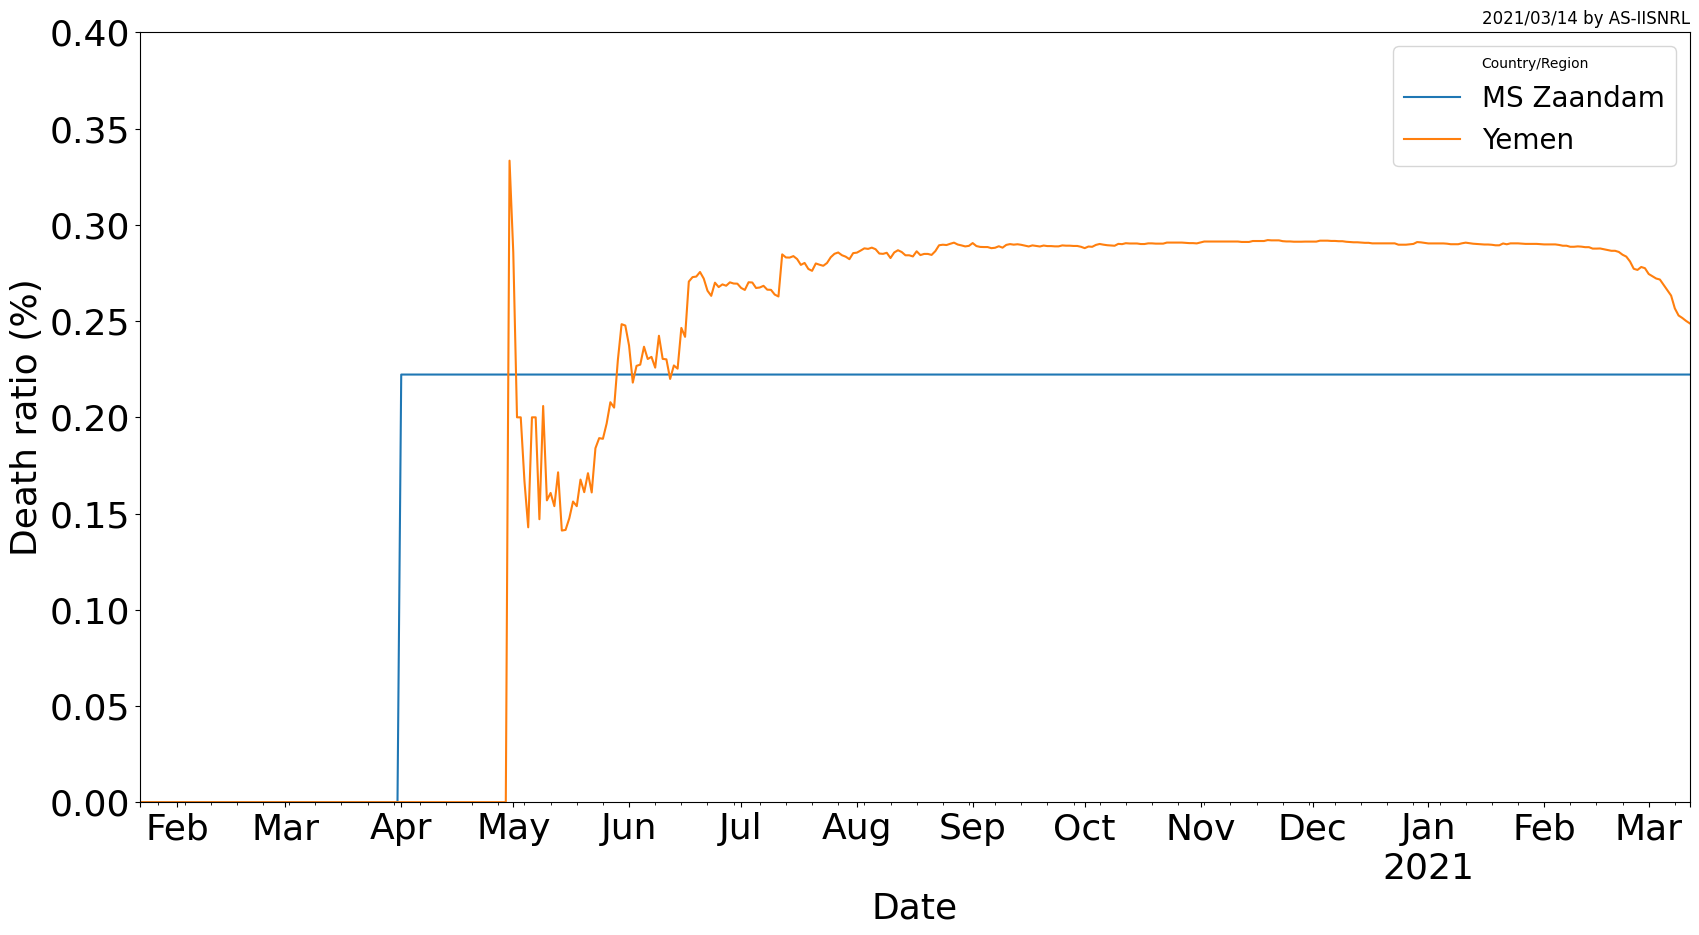 2021/03/14 by AS-IISNRL
Country/Region
MS Zaandam
Yemen
Death ratio (%)
0.40
0.35
0.30
0.25
0.20
0.15
0.10
0.05
0.00
Feb Mar Apr May Jun Jul Aug Sep Oct Nov Dec Jan Feb Mar
2021
Date